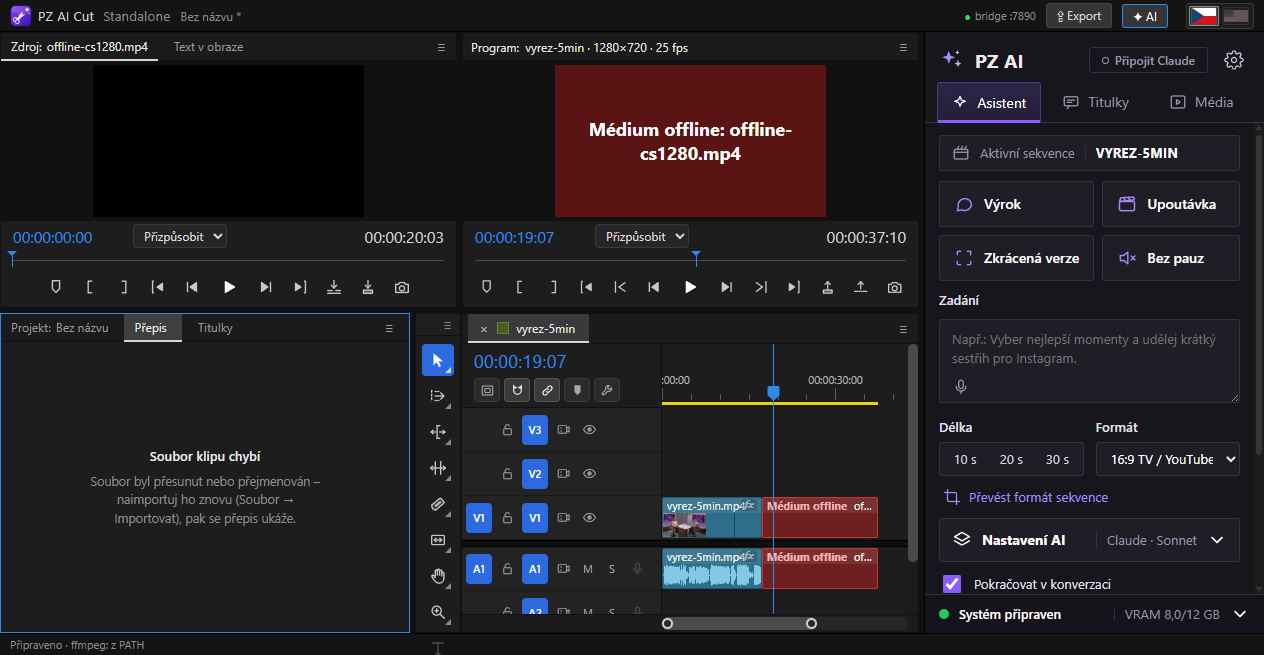 PZ AI Cut Standalone Bez názvu *
bridge :7890 Export AI
Zdroj: offline-cs1280.mp4 Text v obraze
Program: vyrez-5min · 1280×720 · 25 fps
Médium offline: offline-
cs1280.mp4
00:00:00:00 Přizpůsobit 00:00:20:03
00:00:19:07 Přizpůsobit 00:00:37:10
Projekt: Bez názvu Přepis Titulky
Soubor klipu chybí
Soubor byl přesunut nebo přejmenován –
naimportuj ho znovu (Soubor →
Importovat), pak se přepis ukáže.
× vyrez-5min
00:00:19:07
:00:00 00:00:30:00
V3
V2
V1 V1
vyrez-5min.mp4 fx Médium offline of...
A1 A1 M S
vyrez-5min.mp4 fx Médium offline of...
A2 M S
PZ AI Připojit Claude
Asistent Titulky Média
Aktivní sekvence VYREZ-5MIN
Výrok Upoutávka
Zkrácená verze Bez pauz
Zadání
Např.: Vyber nejlepší momenty a udělej krátký
sestřih pro Instagram.
Délka Formát
10 s 20 s 30 s 16:9 TV / YouTube
Převést formát sekvence
Nastavení AI Claude · Sonnet
Pokračovat v konverzaci
Systém připraven VRAM 8,0/12 GB
Připraveno · ffmpeg: z PATH